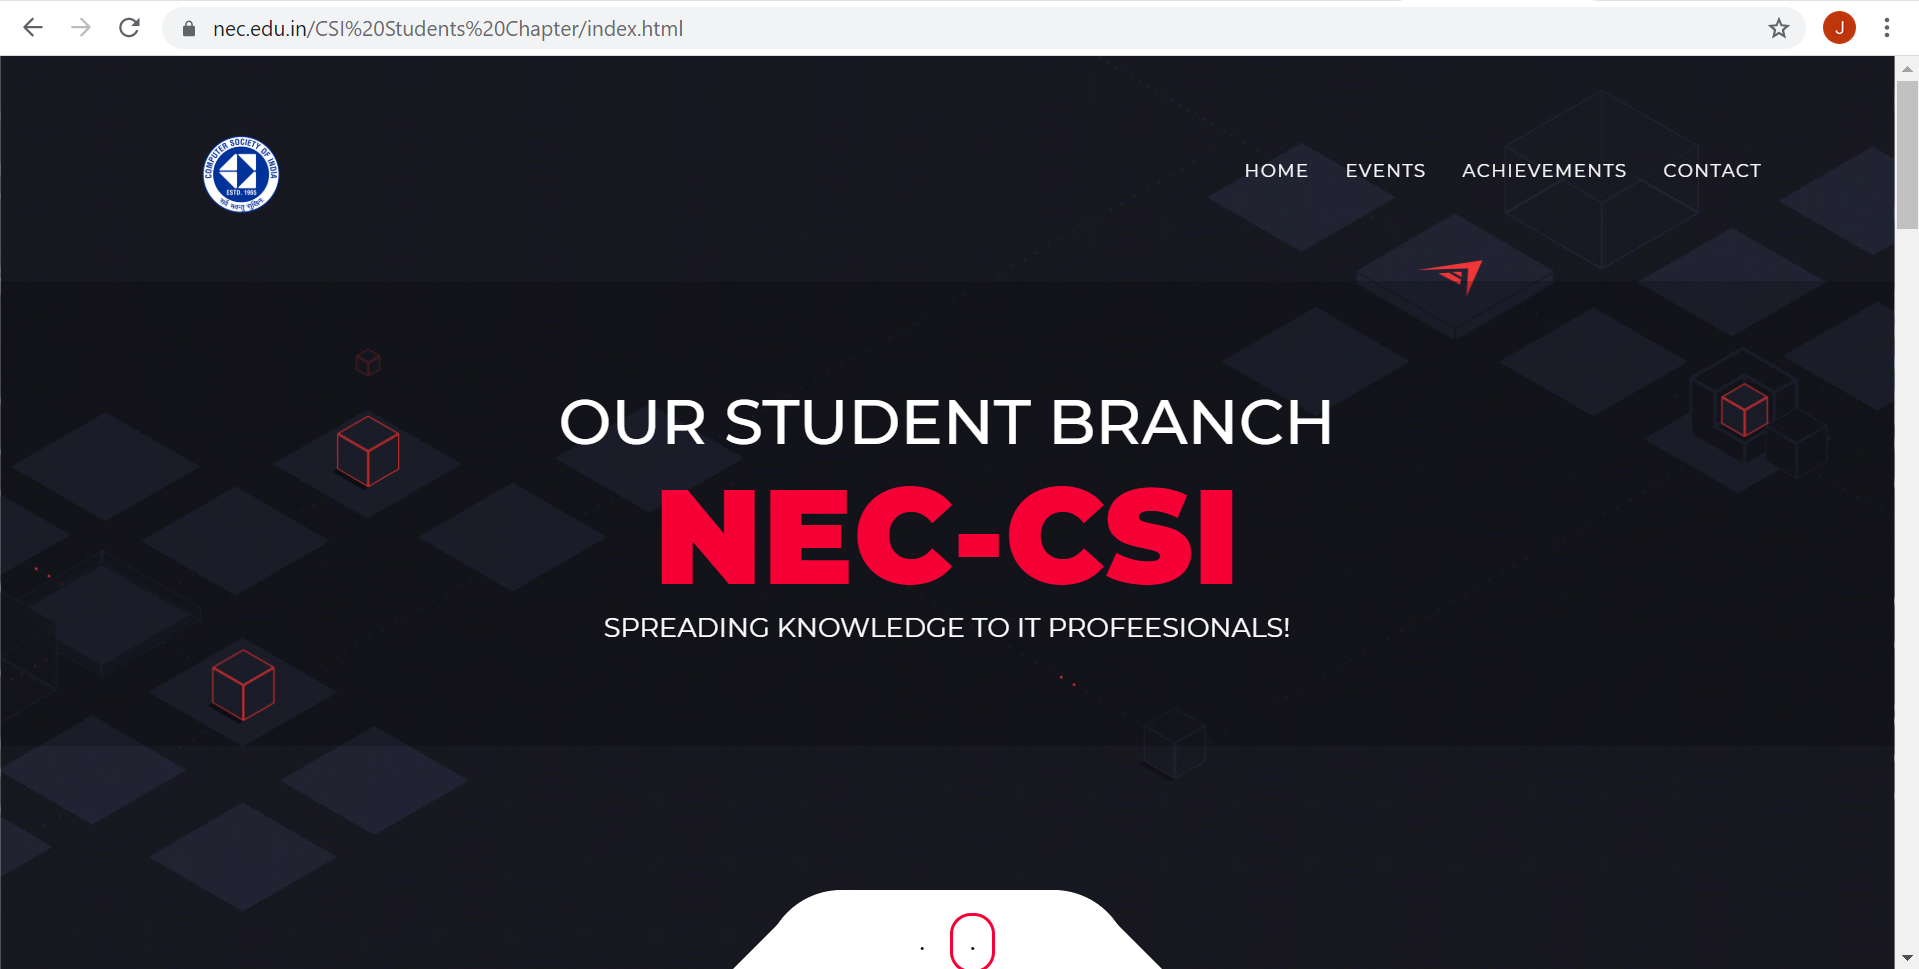 nec.edu.in/CSI%20Students%20Chapter/index.html
J
COMPUTER SOCIETY OF INDIA
ESTD. 1965
HOME EVENTS ACHIEVEMENTS CONTACT
OUR STUDENT BRANCH
NEC-CSI
SPREADING KNOWLEDGE TO IT PROFEESIONALS!